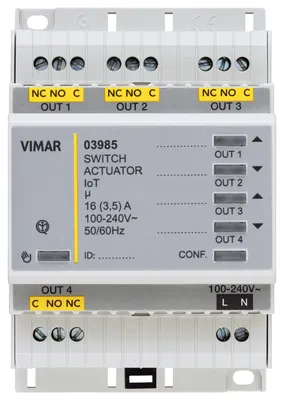 NC NO C NC NO C NC NO C
OUT 1 OUT 2 OUT 3
VIMAR 03985
SWITCH
ACTUATOR
IoT
µ
16 (3,5) A
100-240V~
50/60Hz
OUT 1
OUT 2
OUT 3
OUT 4
ID: CONF.
OUT 4 100-240V~
C NO NC L N